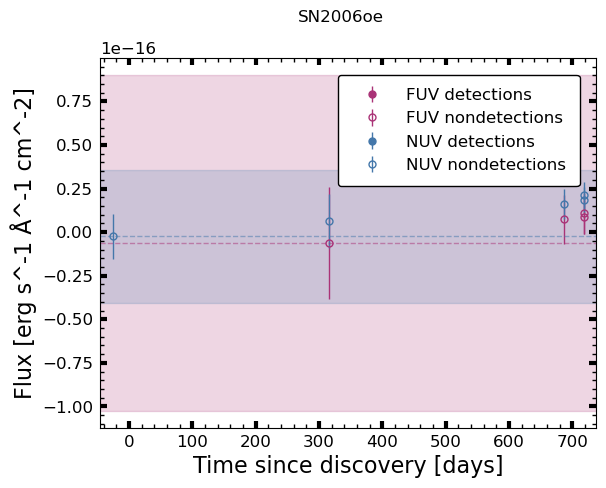 SN2006oe
1e−16
FUV detections
FUV nondetections
NUV detections
NUV nondetections
0.75
0.50
0.25
0.00
−0.25
−0.50
−0.75
−1.00
Flux [erg s^-1 Å^-1 cm^-2]
0 100 200 300 400 500 600 700
Time since discovery [days]